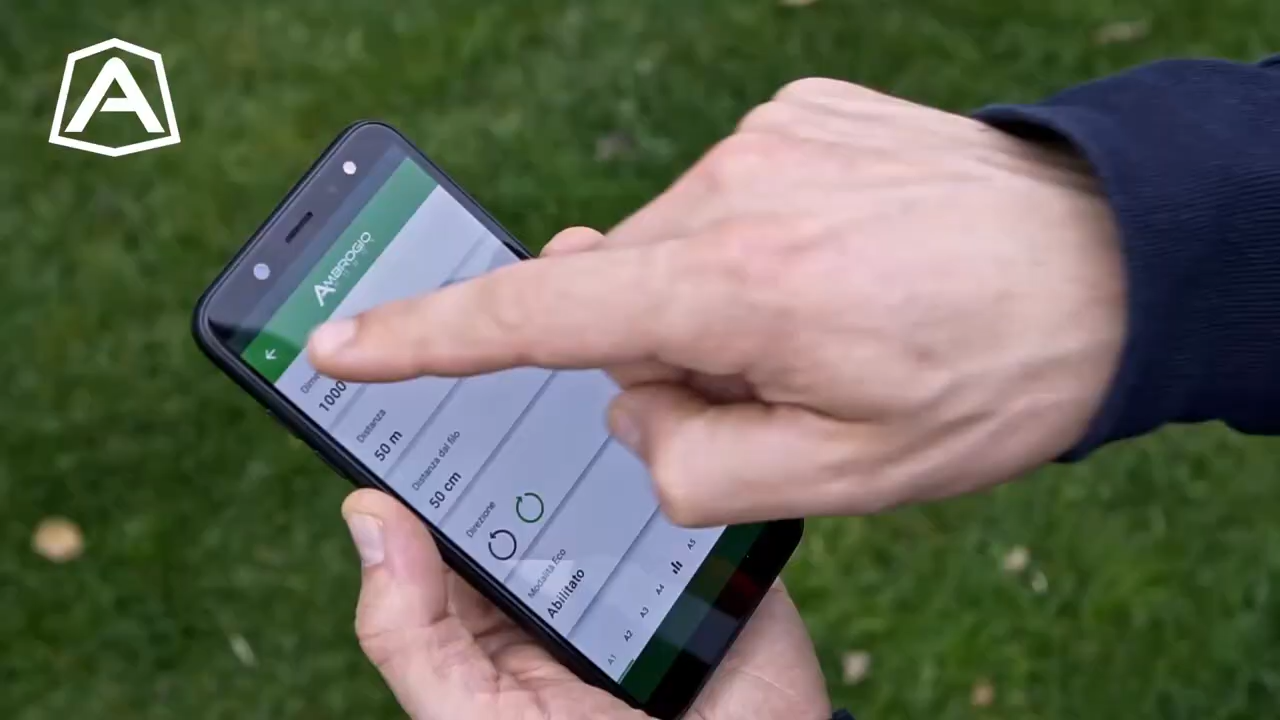 A
AMBROGIO
1000
Distanza
50 m
Distanza dal filo
50 cm
Direzione
Modalità Eco
Abilitato
A1 A2 A3 A4 A5